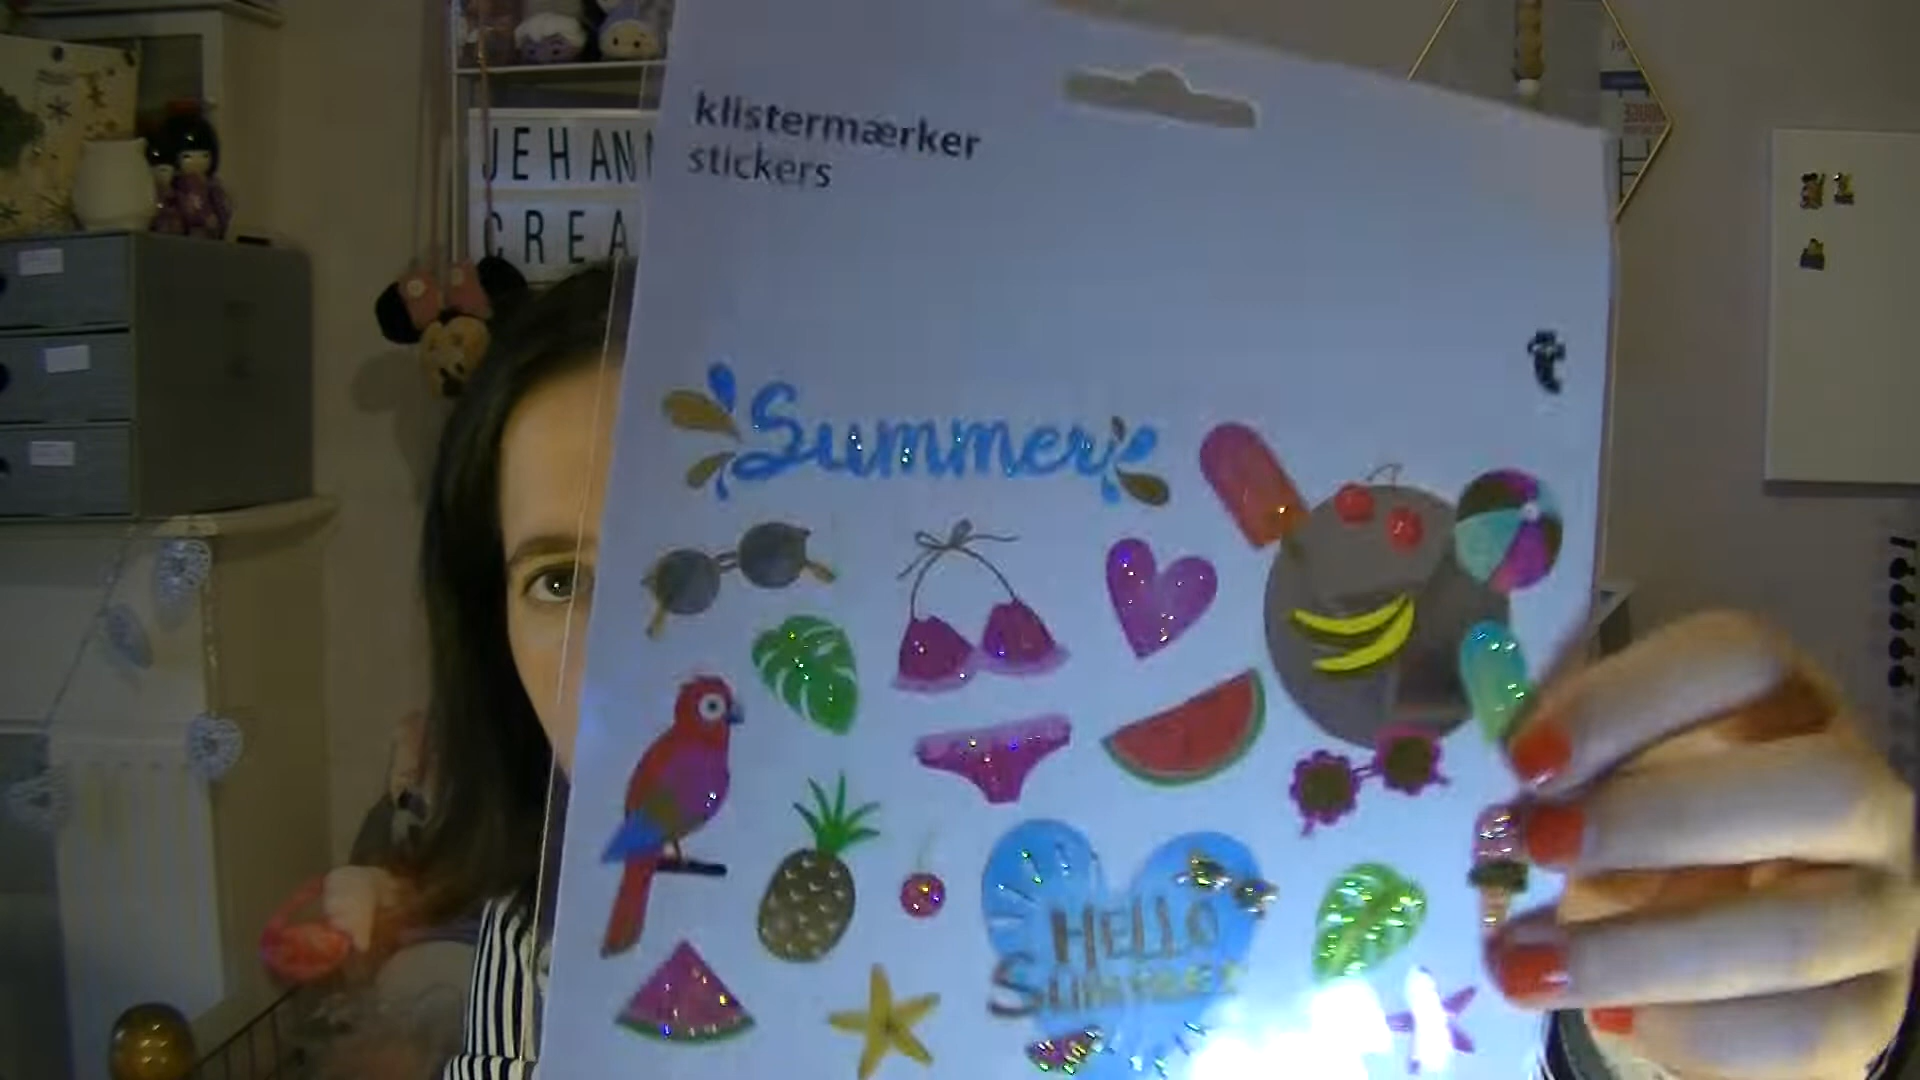 klistermærker
stickers
JEHAN
CREA
Summer
HELLO
Summer